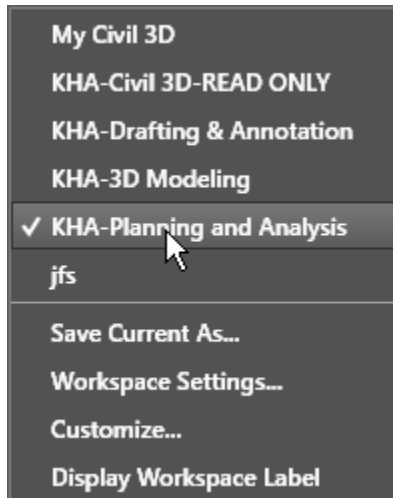 My Civil 3D
KHA-Civil 3D-READ ONLY
KHA-Drafting & Annotation
KHA-3D Modeling
KHA-Planning and Analysis
jfs
Save Current As...
Workspace Settings...
Customize...
Display Workspace Label